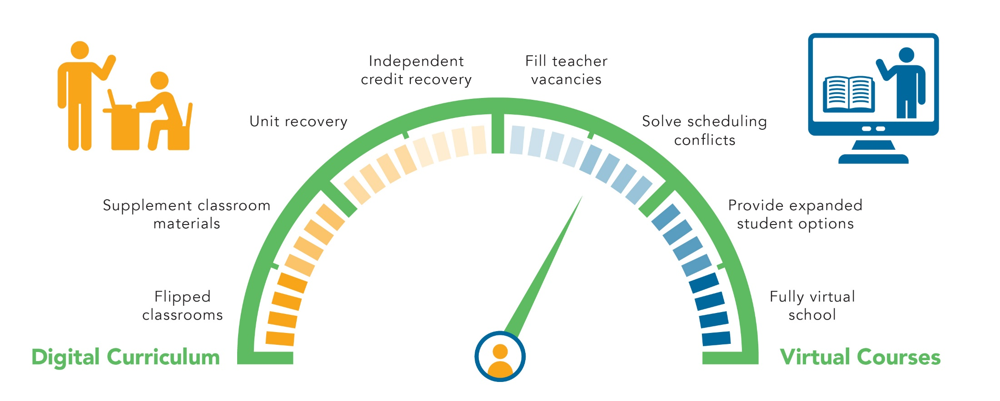 Independent
credit recovery
Fill teacher
vacancies
Unit recovery
Solve scheduling
conflicts
Supplement classroom
materials
Provide expanded
student options
Flipped
classrooms
Fully virtual
school
Digital Curriculum
Virtual Courses